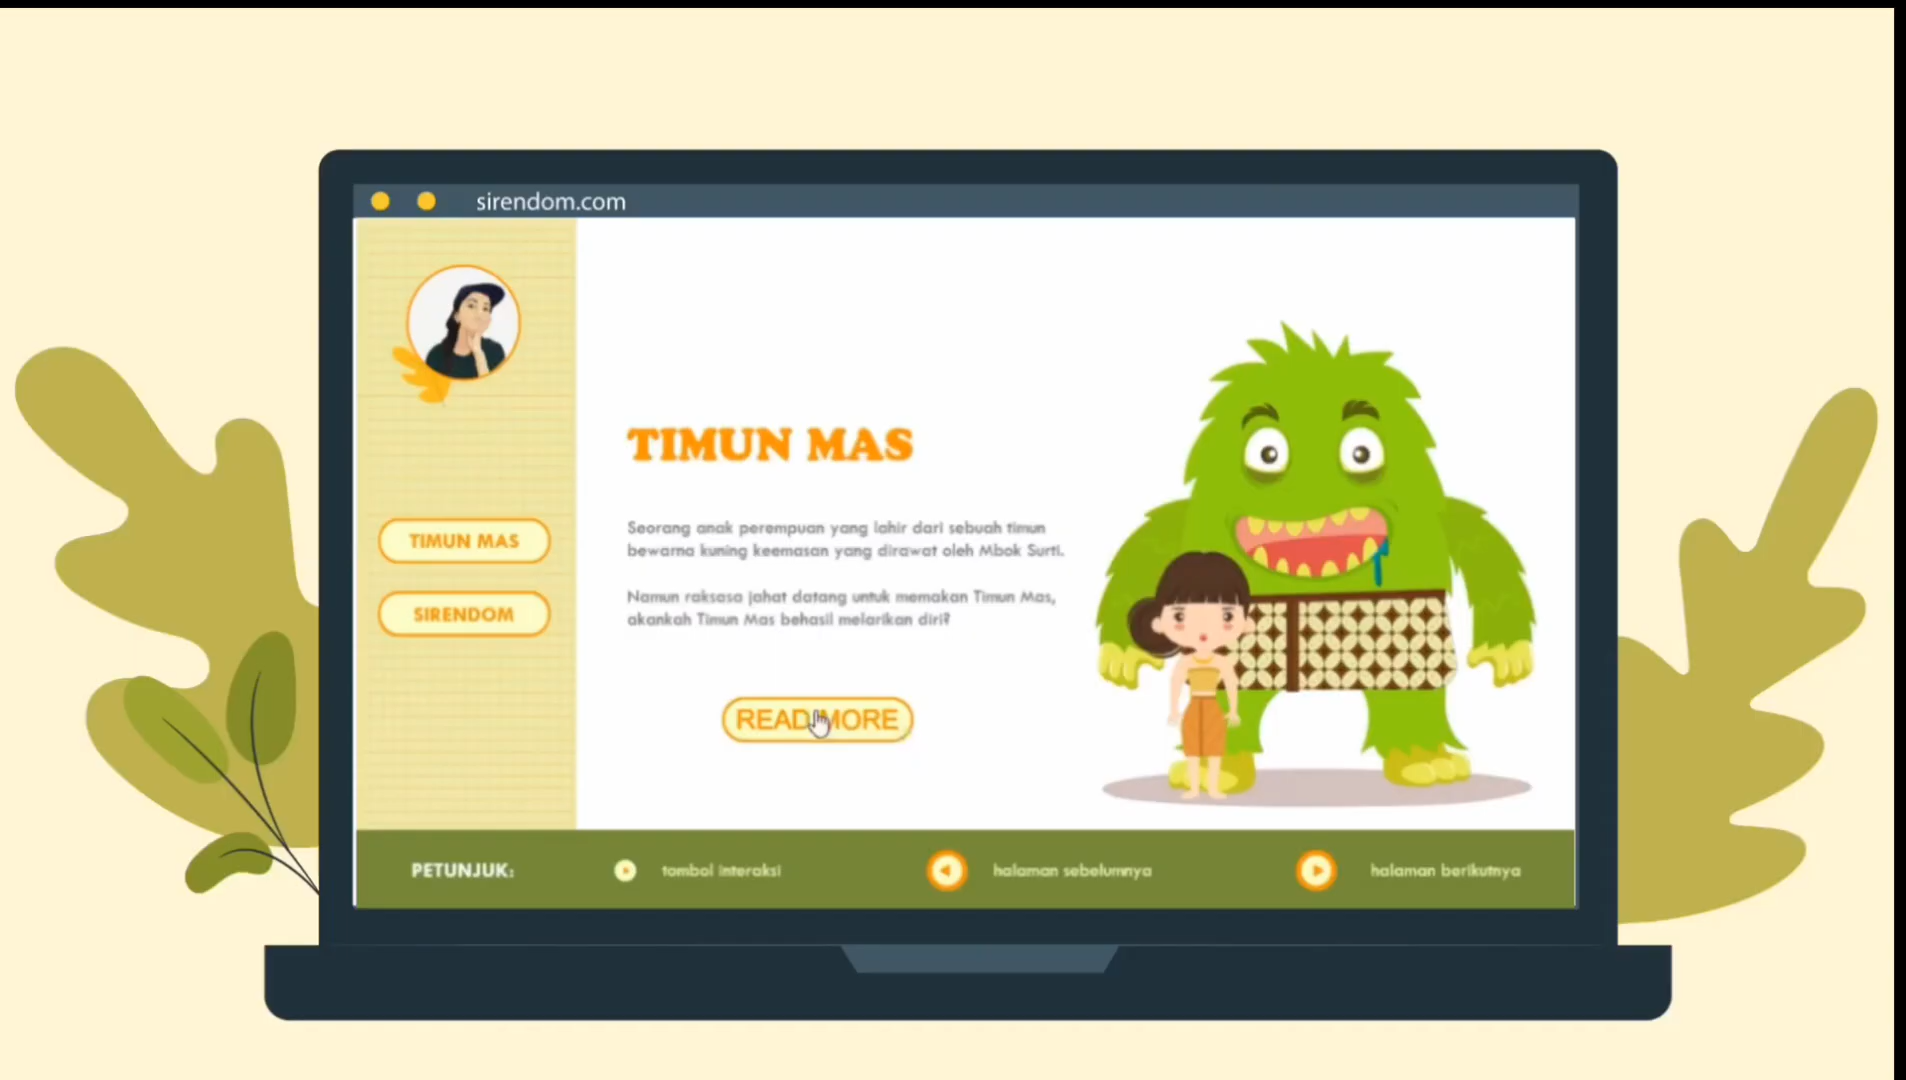 sirendom.com
TIMUN MAS
SIRENDOM
TIMUN MAS
Seorang anak perempuan yang lahir dari sebuah timun
bewarna kuning keemasan yang dirawat oleh Mbok Surti.
Namun raksasa jahat datang untuk memakan Timun Mas,
akankah Timun Mas behasil melarikan diri?
READ MORE
PETUNJUK:
tombol interaksi
halaman sebelumnya
halaman berikutnya